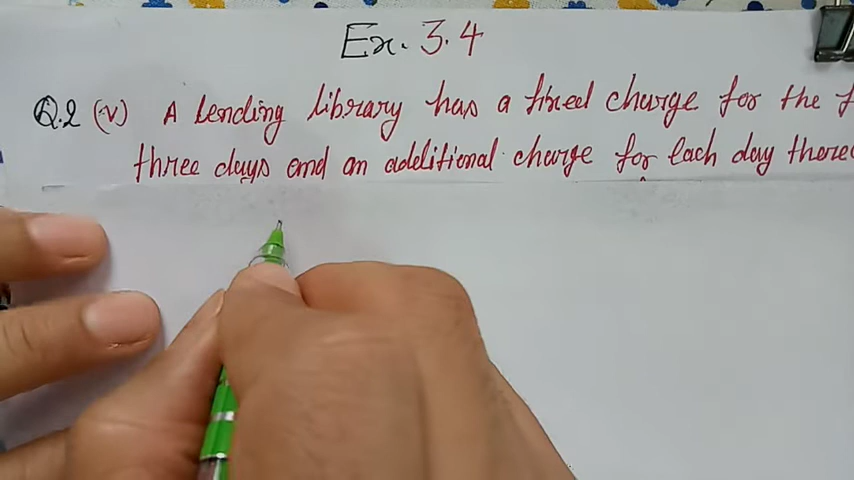 Ex. 3.4
Q.2 (v) A lending library has a fixed charge for the
three days and an additional charge for each day